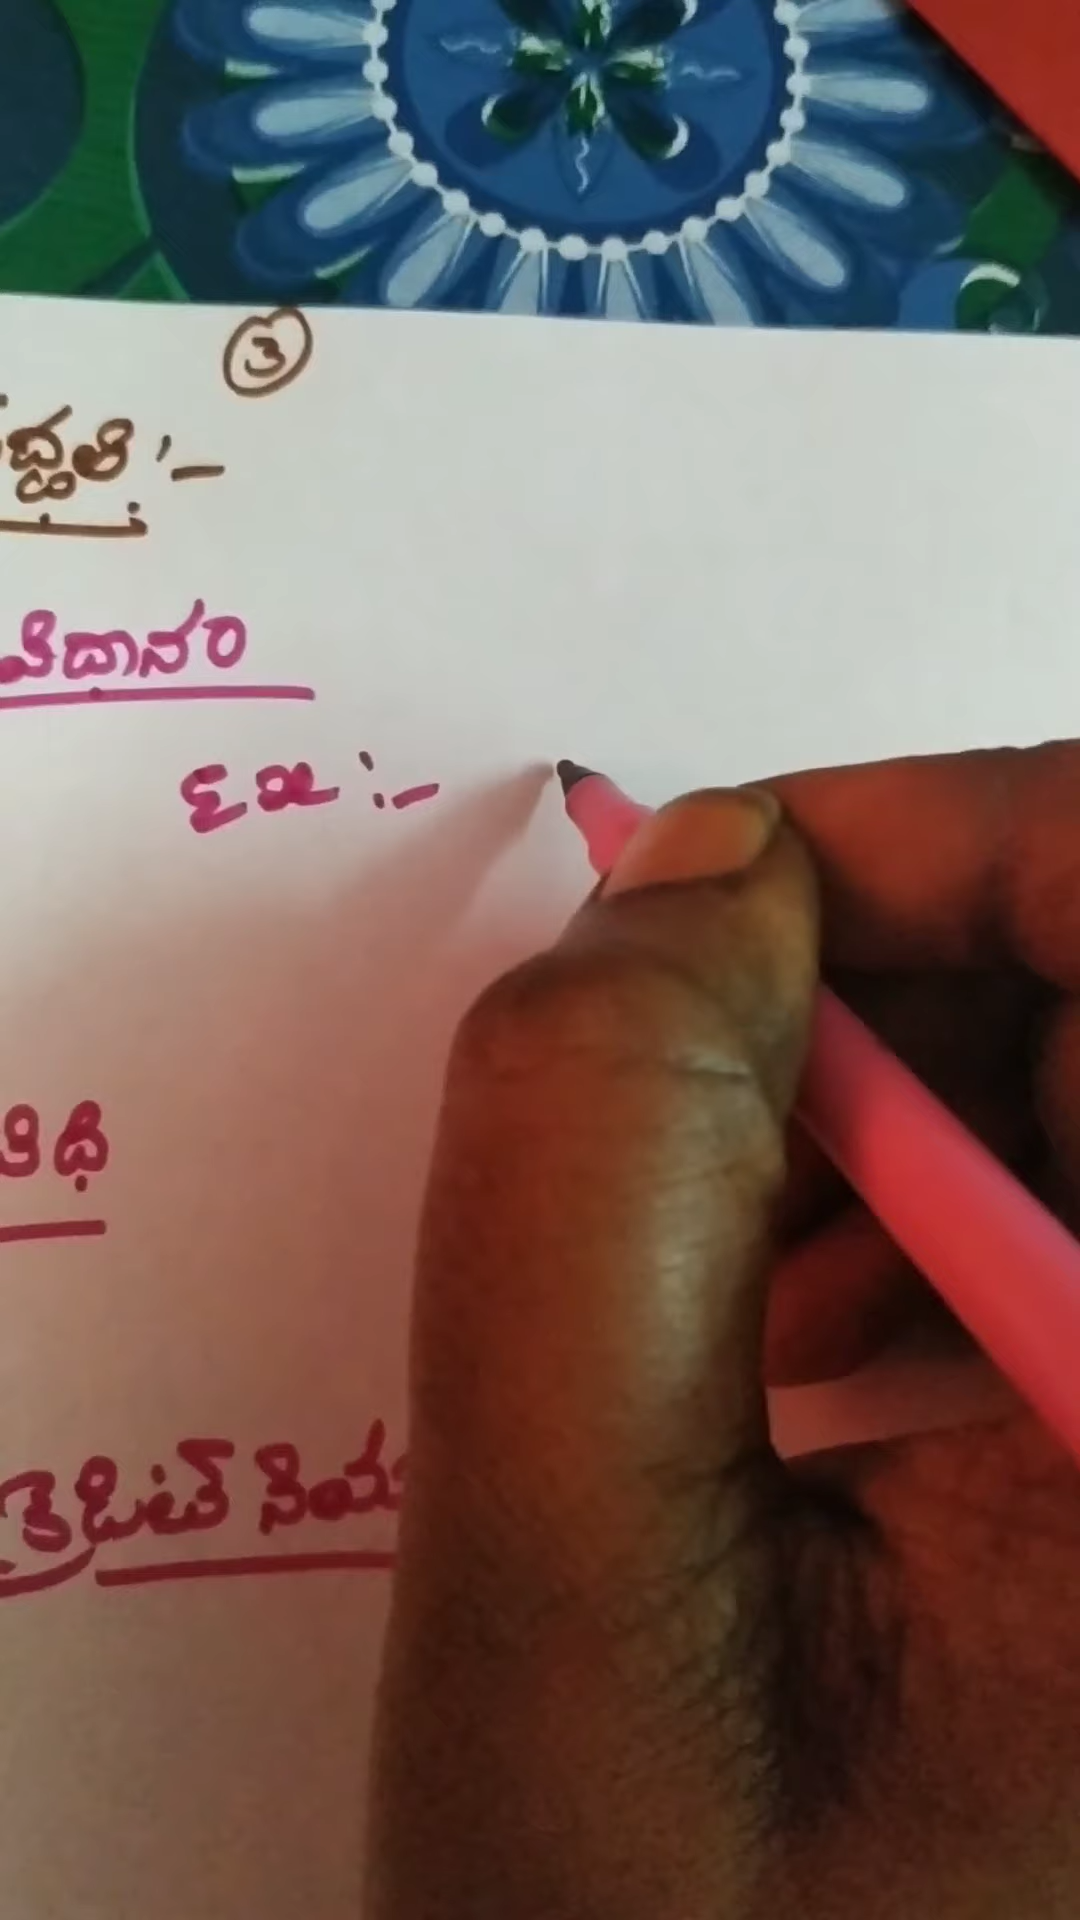 3
ద్ధతి :-
విదానం
Ex :-
తిధి
క్రెడిట్ నియ